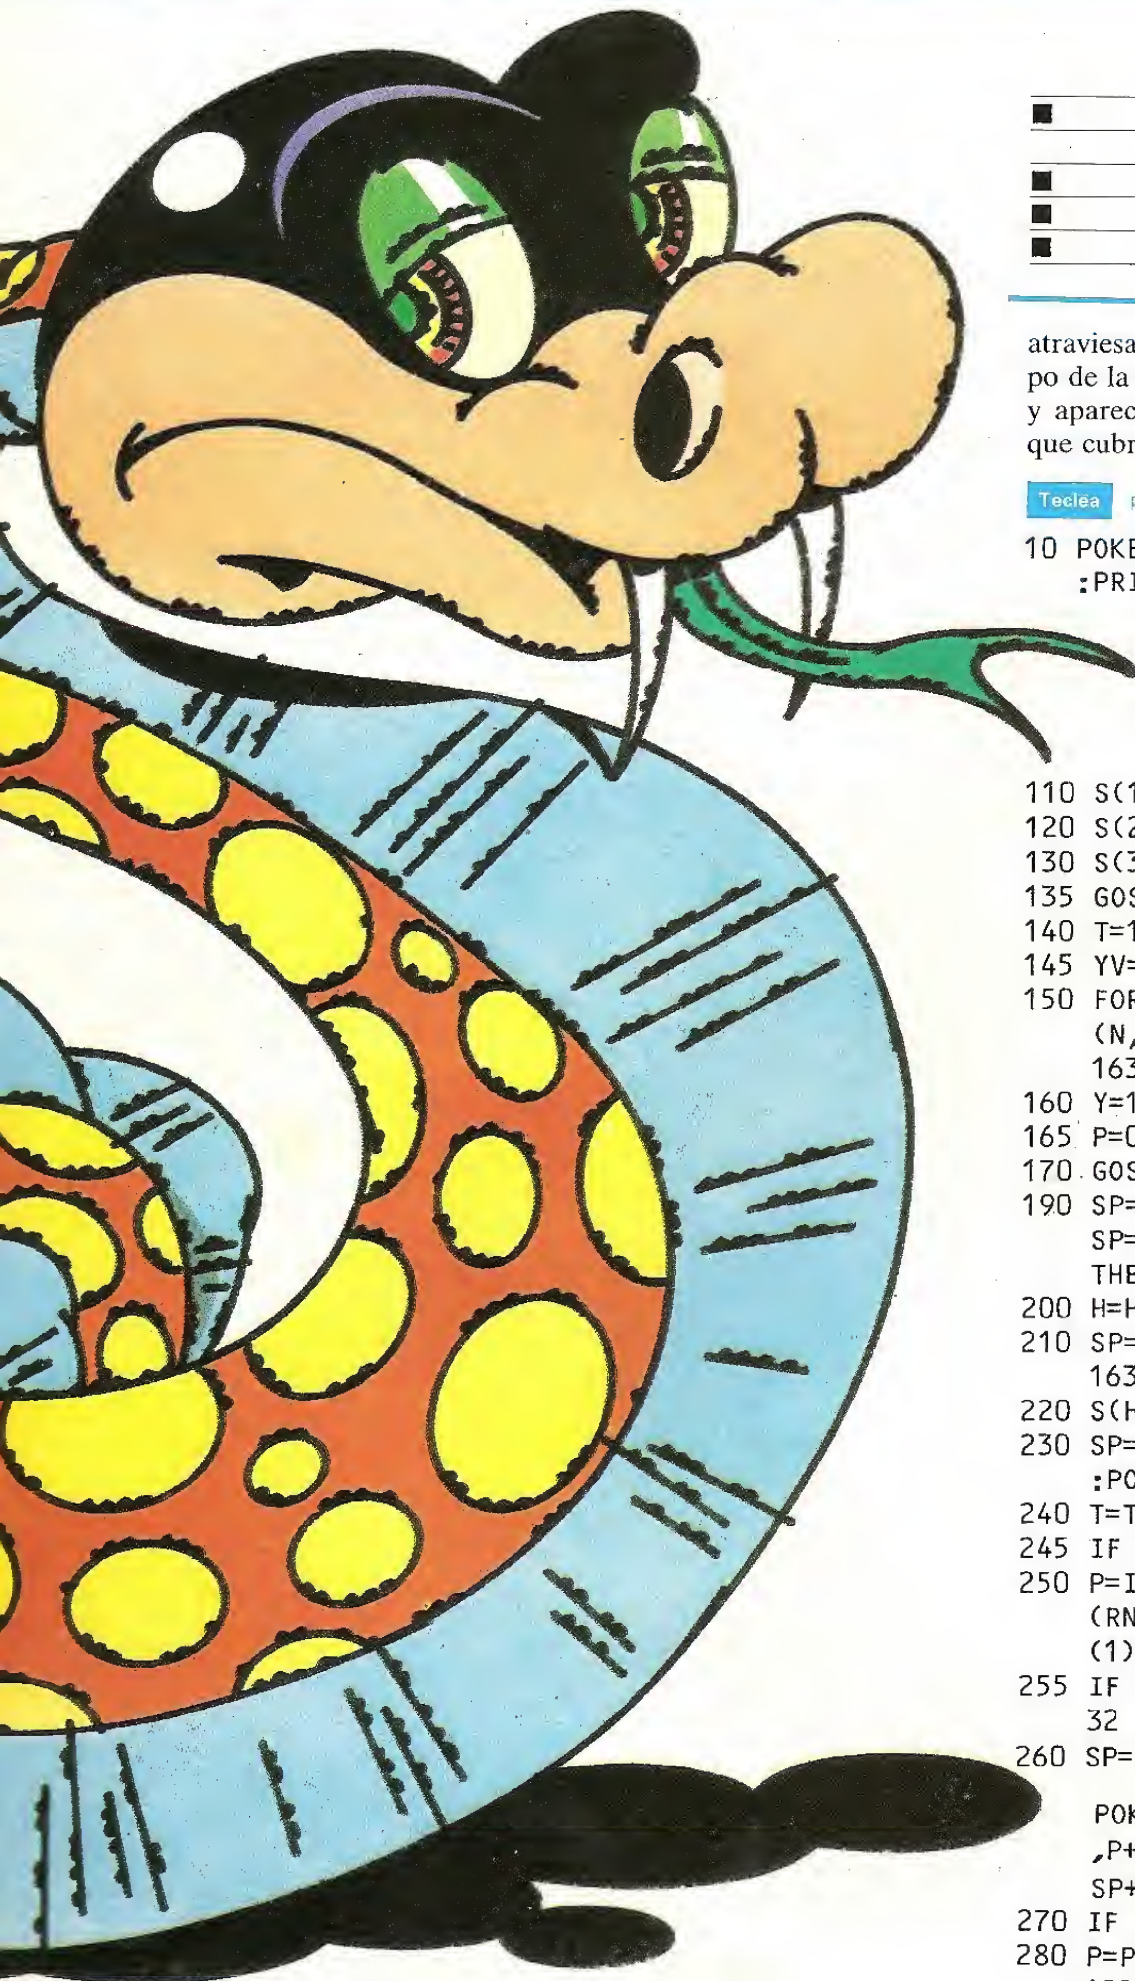 atraviesa
po de la
y aparec
que cubr
Teclea
10 POKE
:PRI
110 S(1
120 S(2
130 S(3
135 GOS
140 T=1
145 YV=
150 FOR
(N,
163
160 Y=1
165 P=0
170 GOS
190 SP=
SP=
THE
200 H=H
210 SP=
163
220 S(H
230 SP=
:PO
240 T=T
245 IF
250 P=I
(RN
(1)
255 IF
32
260 SP=
POK
,P+
SP+
270 IF
280 P=P